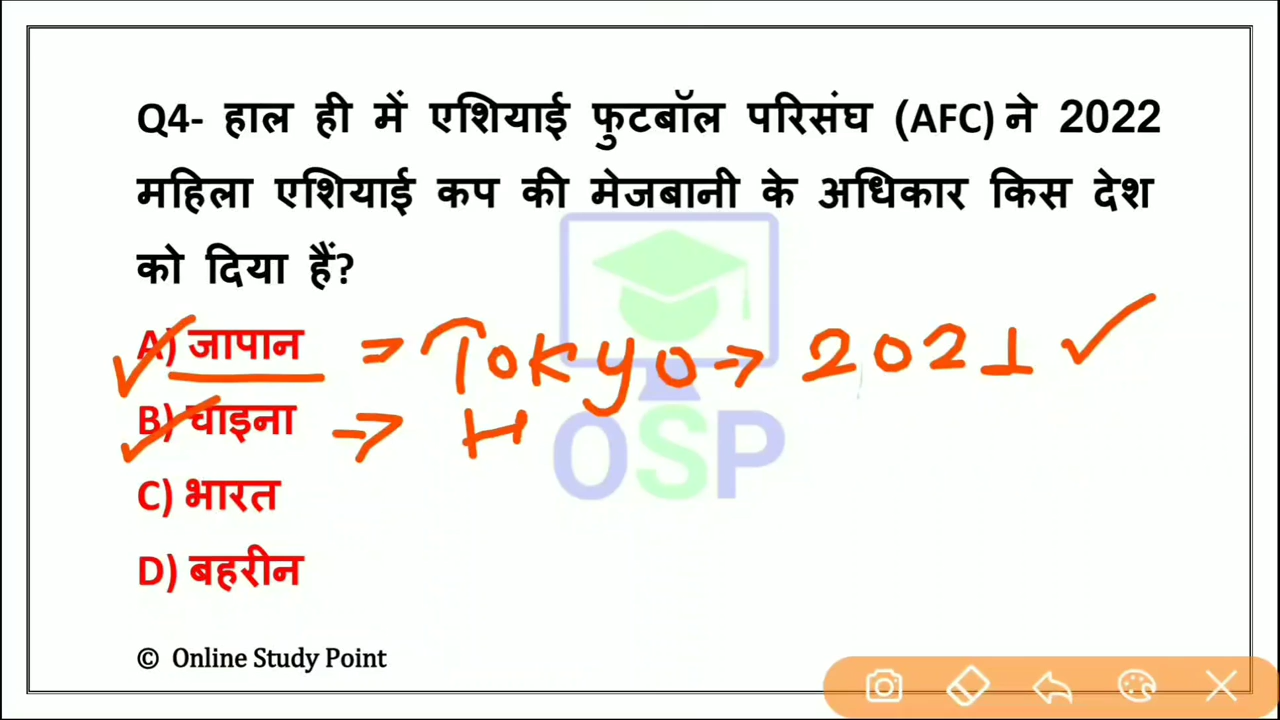 Q4- हाल ही में एशियाई फुटबॉल परिसंघ (AFC) ने 2022
महिला एशियाई कप की मेजबानी के अधिकार किस देश
को दिया हैं?
A) जापान = Tokyo → 2021
B) चाइना → H
C) भारत
D) बहरीन
OSP
© Online Study Point